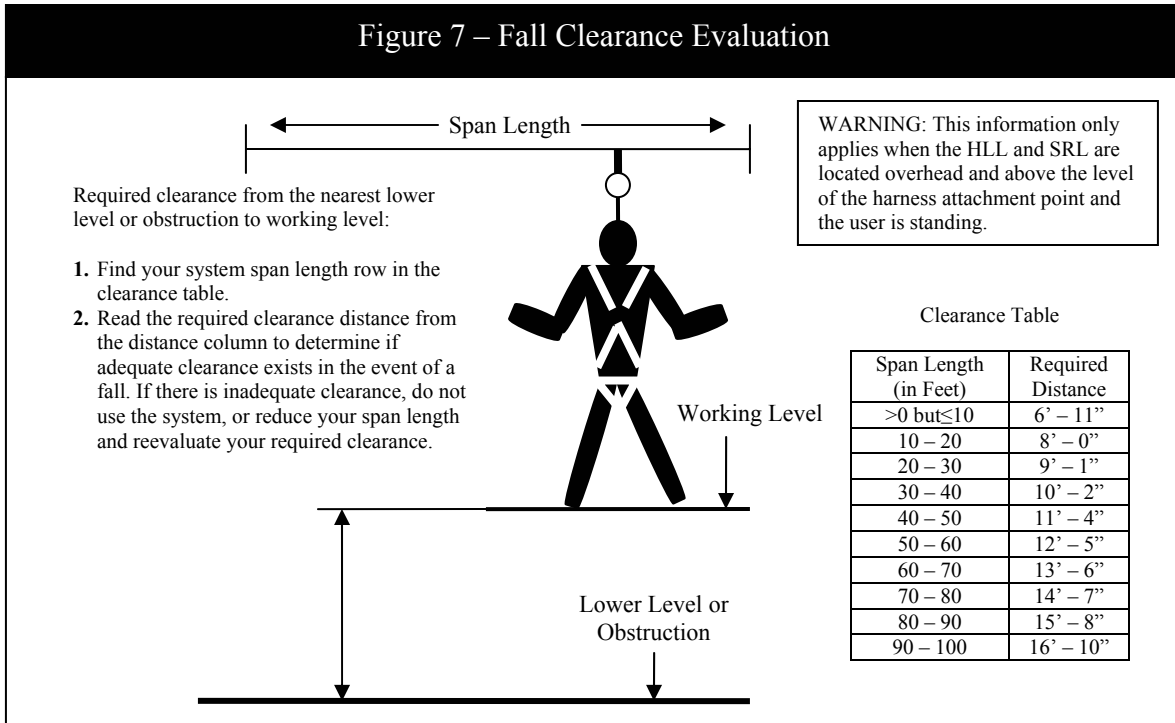 Figure 7 – Fall Clearance Evaluation
Span Length
WARNING: This information only
applies when the HLL and SRL are
located overhead and above the level
of the harness attachment point and
the user is standing.
Required clearance from the nearest lower
level or obstruction to working level:
1. Find your system span length row in the
clearance table.
2. Read the required clearance distance from
the distance column to determine if
adequate clearance exists in the event of a
fall. If there is inadequate clearance, do not
use the system, or reduce your span length
and reevaluate your required clearance.
Working Level
Lower Level or
Obstruction
Clearance Table
Span Length Required
(in Feet) Distance
>0 but≤10 6’ – 11”
10 – 20 8’ – 0”
20 – 30 9’ – 1”
30 – 40 10’ – 2”
40 – 50 11’ – 4”
50 – 60 12’ – 5”
60 – 70 13’ – 6”
70 – 80 14’ – 7”
80 – 90 15’ – 8”
90 – 100 16’ – 10”